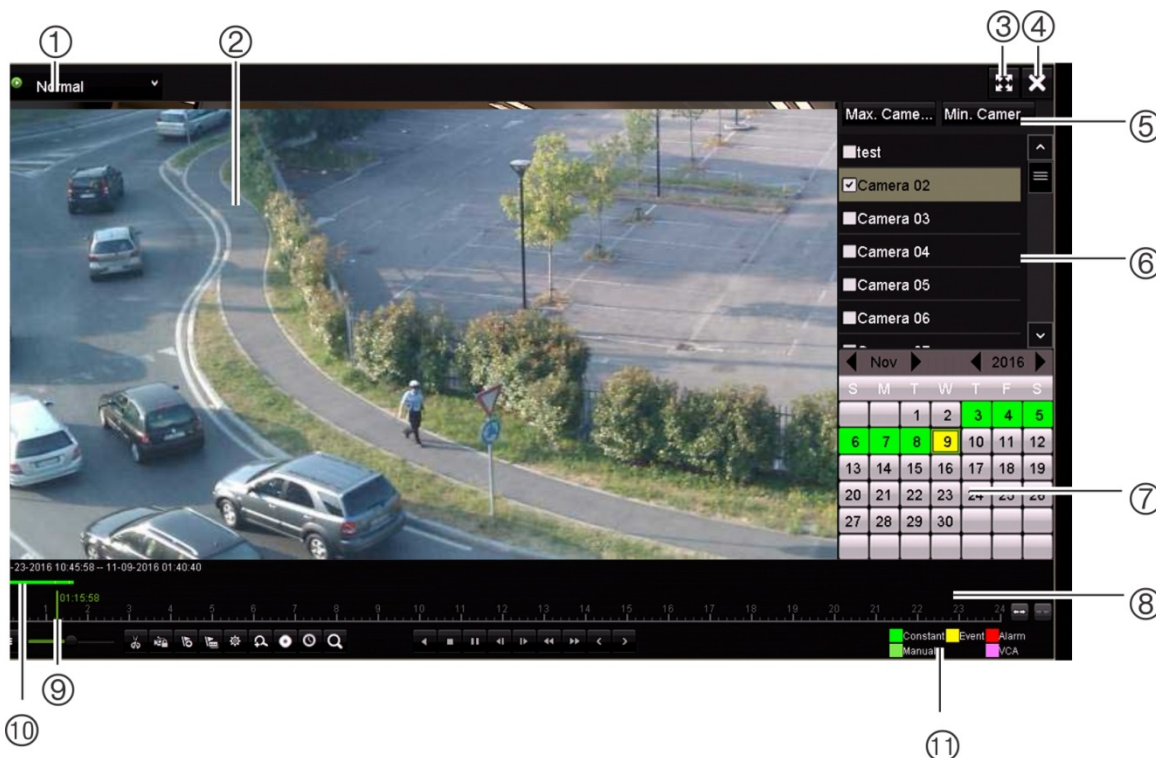 ① ② ③ ④
Normal
Max. Came... Min. Camer
⑤
test
Camera 02
Camera 03
Camera 04
⑥
Camera 05
Camera 06
Nov 2016
S M T W T F S
1 2 3 4 5
6 7 8 9 10 11 12
13 14 15 16 17 18 19
20 21 22 23 24 25 26
⑦
27 28 29 30
-23-2016 10:45:58 -- 11-09-2016 01:40:40
01:15:58
⑧
1 2 3 4 5 6 7 8 9 10 11 12 13 14 15 16 17 18 19 20 21 22 23 24
Constant Event Alarm
Manual VCA
⑨
⑩
⑪